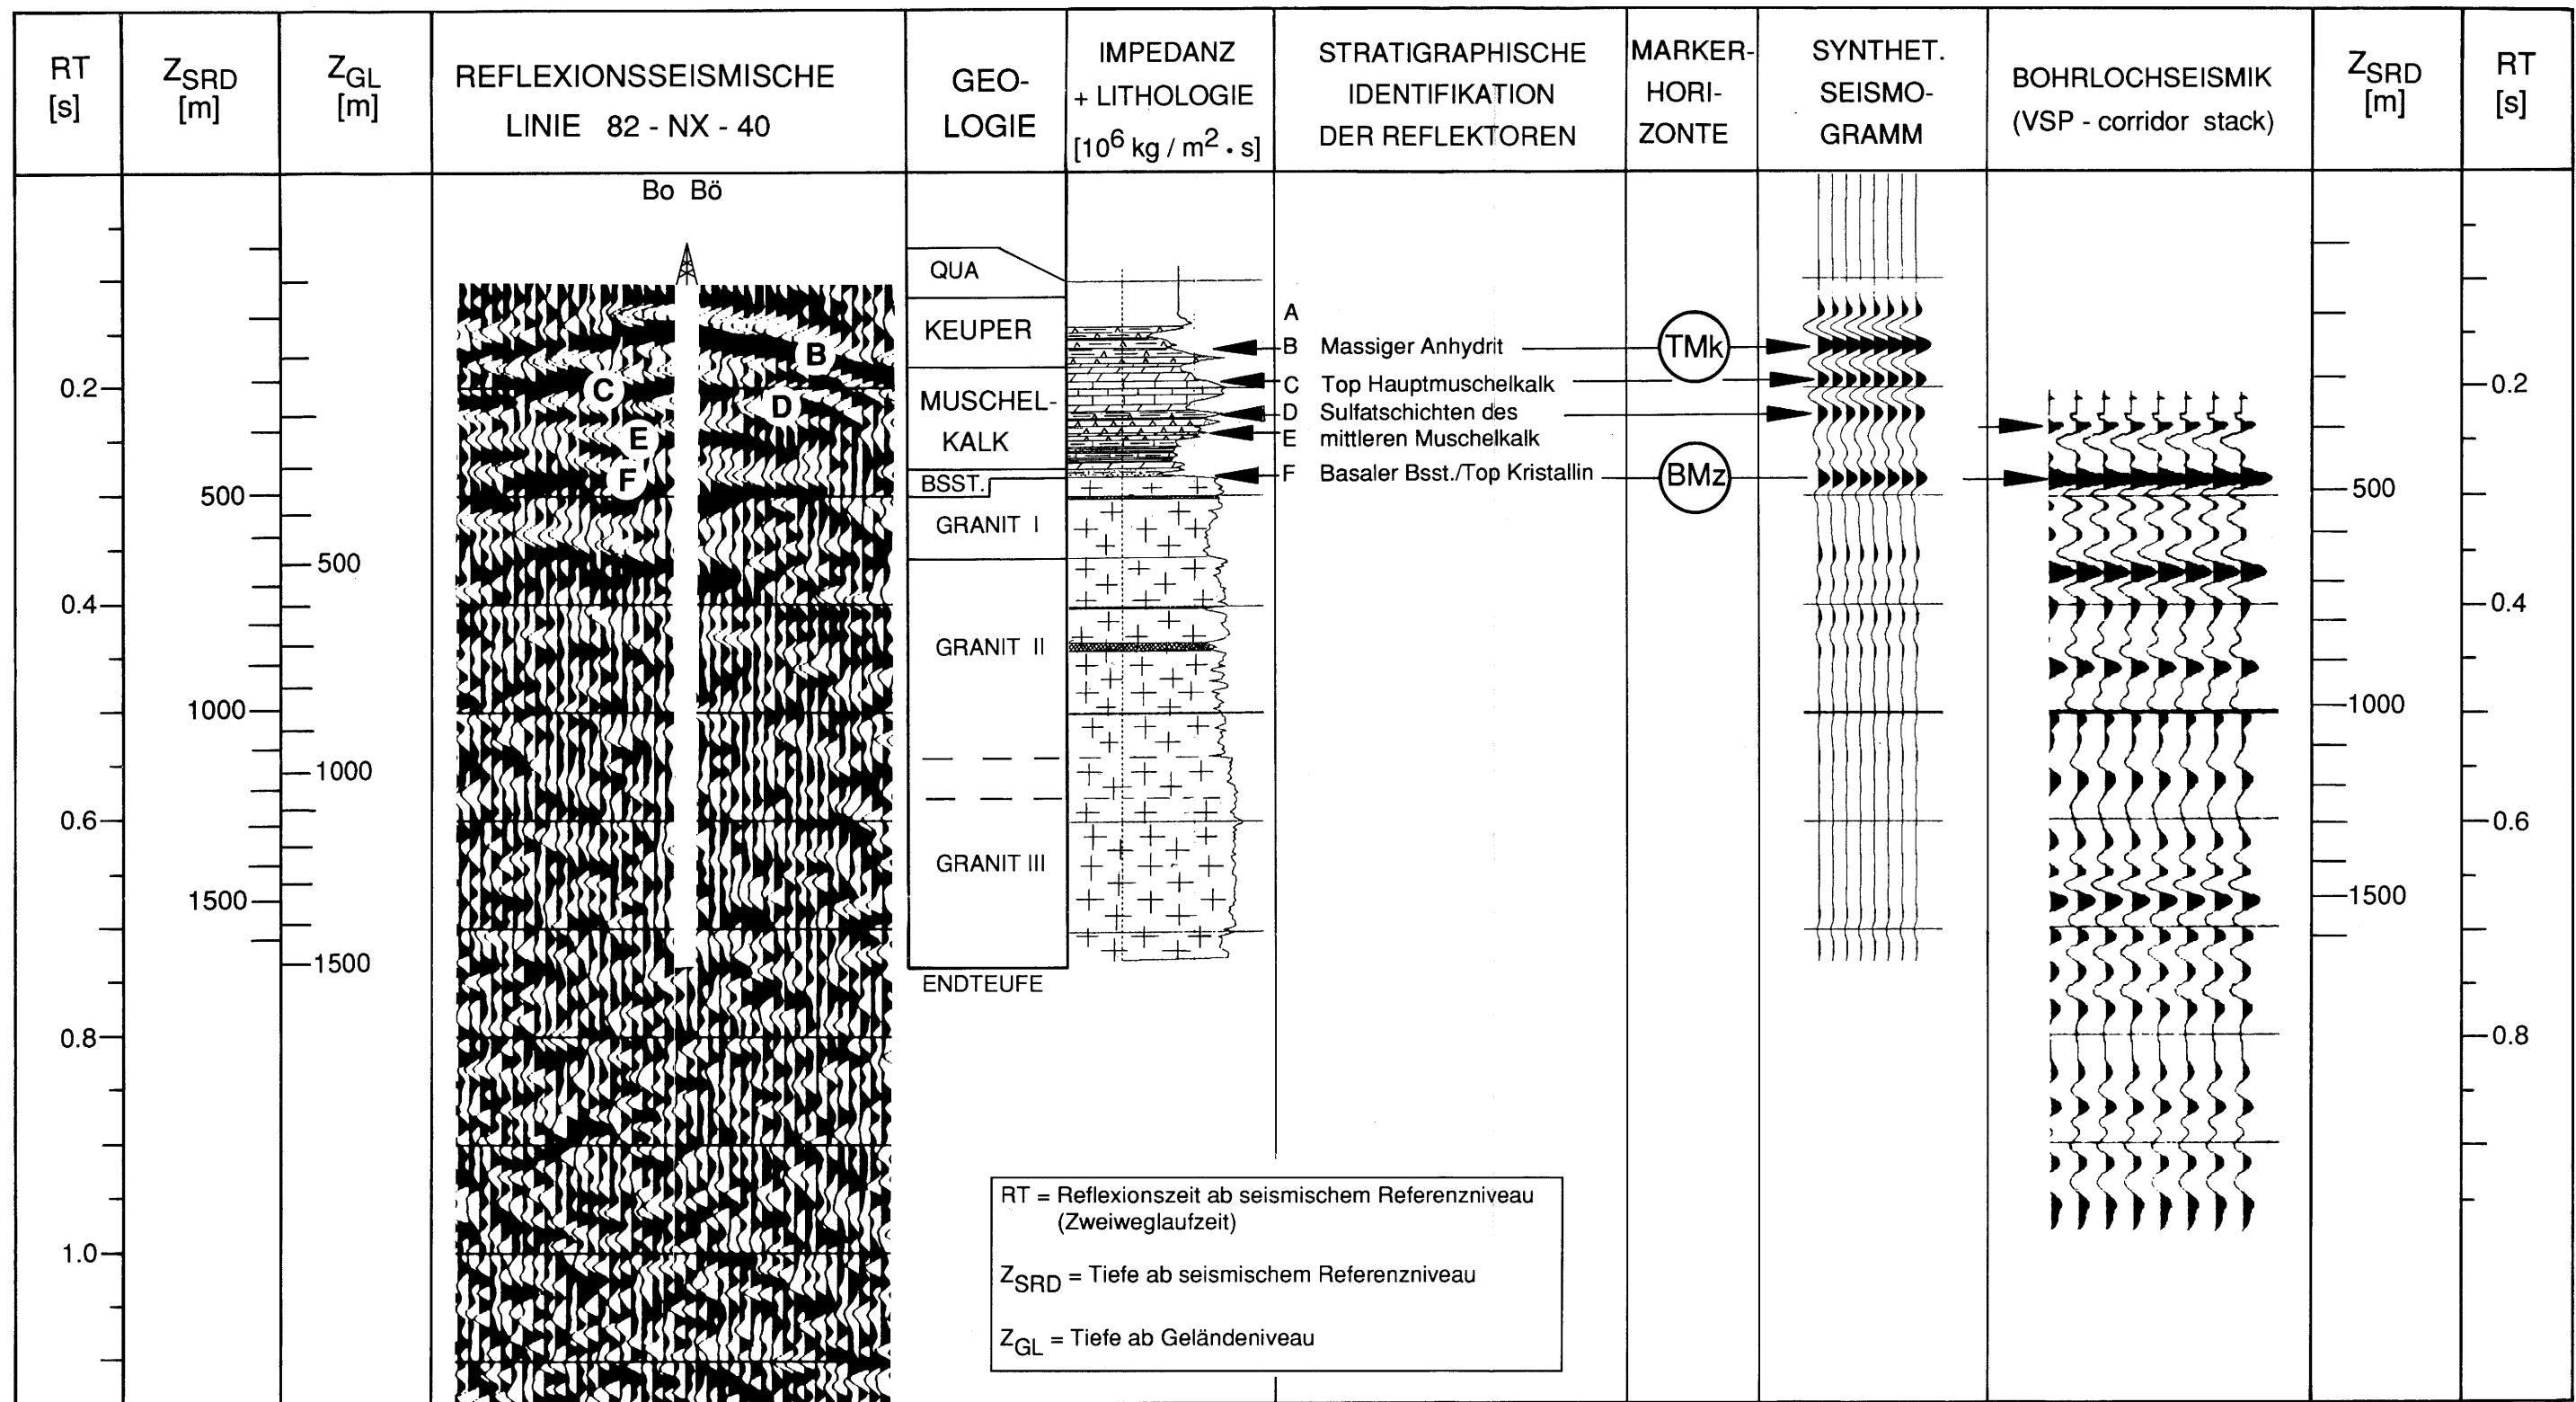 RT
[s]
Z_SRD
[m]
Z_GL
[m]
REFLEXIONSSEISMISCHE
LINIE 82 - NX - 40
GEO-
LOGIE
IMPEDANZ
+ LITHOLOGIE
[10⁶ kg / m² · s]
STRATIGRAPHISCHE
IDENTIFIKATION
DER REFLEKTOREN
MARKER-
HORI-
ZONTE
SYNTHET.
SEISMO-
GRAMM
BOHRLOCHSEISMIK
(VSP - corridor stack)
Z_SRD
[m]
RT
[s]
0.2
0.4
0.6
0.8
1.0
500
1000
1500
500
1000
1500
Bo Bö
B
C
D
E
F
QUA
KEUPER
MUSCHEL-
KALK
BSST.
GRANIT I
GRANIT II
GRANIT III
ENDTEUFE
A
B Massiger Anhydrit
C Top Hauptmuschelkalk
D Sulfatschichten des
E mittleren Muschelkalk
F Basaler Bsst./Top Kristallin
TMk
BMz
500
1000
1500
0.2
0.4
0.6
0.8
RT = Reflexionszeit ab seismischem Referenzniveau
(Zweiweglaufzeit)
Z_SRD = Tiefe ab seismischem Referenzniveau
Z_GL = Tiefe ab Geländeniveau